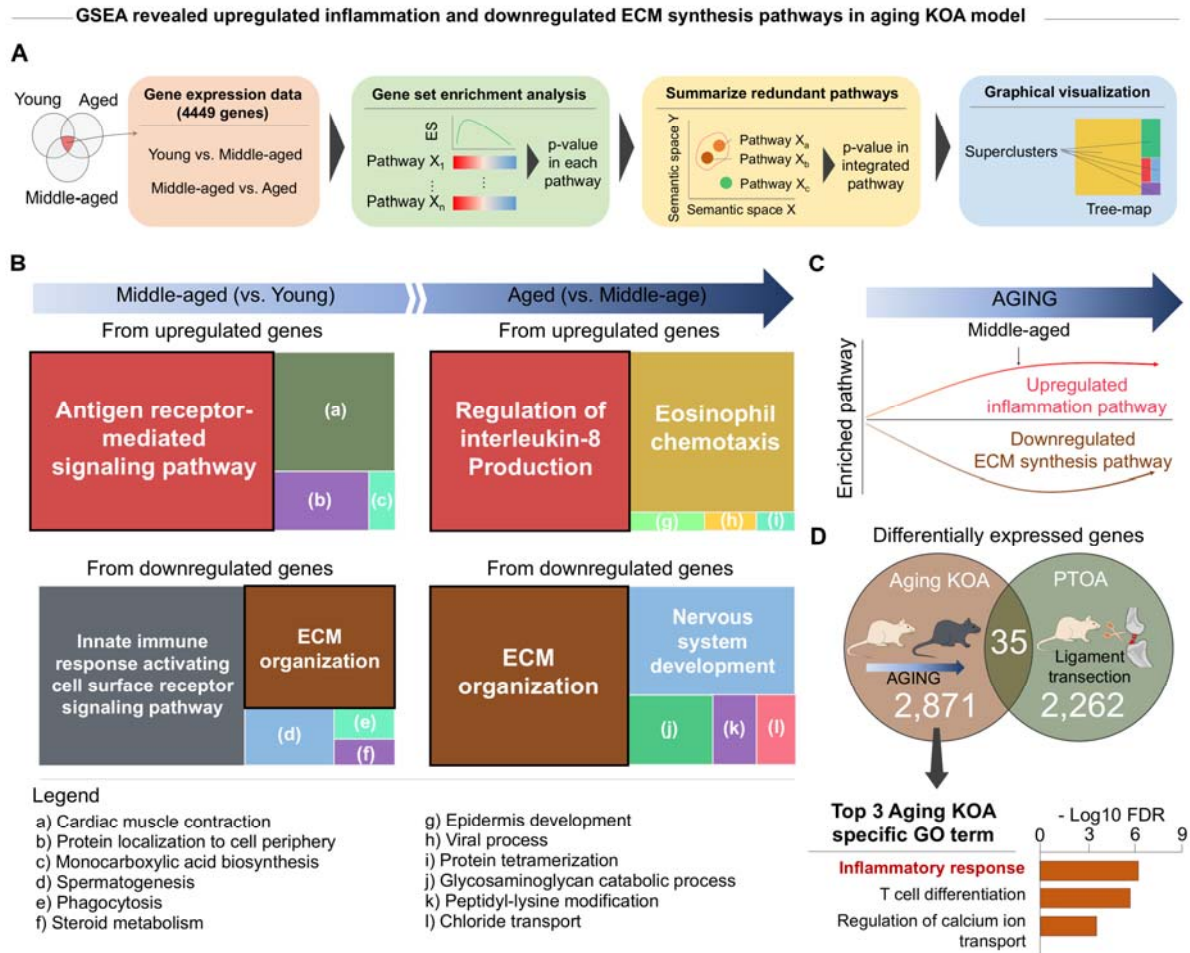 GSEA revealed upregulated inflammation and downregulated ECM synthesis pathways in aging KOA model
A
Young
Aged
Middle-aged
Gene expression data
(4449 genes)
Young vs. Middle-aged
Middle-aged vs. Aged
Gene set enrichment analysis
ES
Pathway X1
Pathway Xn
p-value
in each
pathway
Summarize redundant pathways
Semantic space Y
Semantic space X
Pathway Xa
Pathway Xb
Pathway Xc
p-value in
integrated
pathway
Graphical visualization
Superclusters
Tree-map
B
Middle-aged (vs. Young)
Aged (vs. Middle-age)
From upregulated genes
From upregulated genes
Antigen receptor-
mediated
signaling pathway
(a)
(b)
(c)
Regulation of
interleukin-8
Production
Eosinophil
chemotaxis
(g)
(h)
(i)
From downregulated genes
From downregulated genes
Innate immune
response activating
cell surface receptor
signaling pathway
ECM
organization
(d)
(e)
(f)
ECM
organization
Nervous
system
development
(j)
(k)
(l)
Legend
a) Cardiac muscle contraction
b) Protein localization to cell periphery
c) Monocarboxylic acid biosynthesis
d) Spermatogenesis
e) Phagocytosis
f) Steroid metabolism
g) Epidermis development
h) Viral process
i) Protein tetramerization
j) Glycosaminoglycan catabolic process
k) Peptidyl-lysine modification
l) Chloride transport
C
AGING
Middle-aged
Enriched pathway
Upregulated
inflammation pathway
Downregulated
ECM synthesis pathway
D
Differentially expressed genes
Aging KOA
PTOA
AGING
35
Ligament
transection
2,871
2,262
Top 3 Aging KOA
specific GO term
- Log10 FDR
0 3 6 9
Inflammatory response
T cell differentiation
Regulation of calcium ion
transport